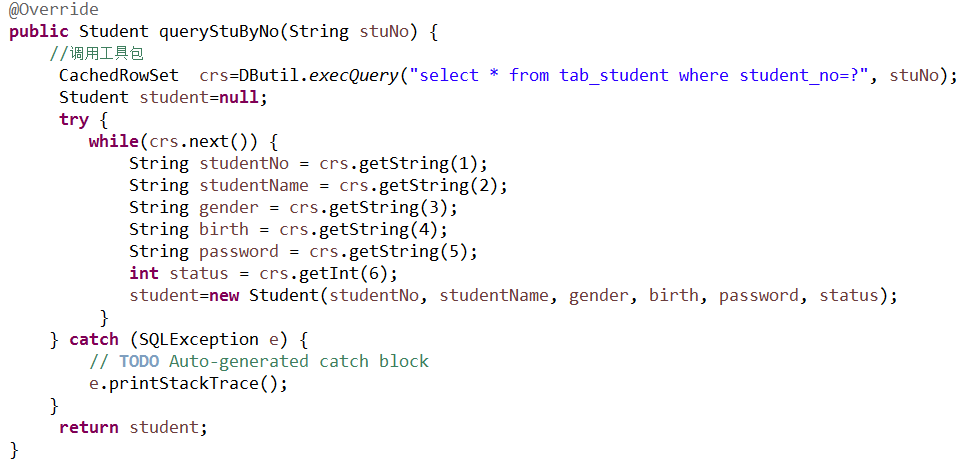 @Override
public Student queryStuByNo(String stuNo) {
//调用工具包
CachedRowSet  crs=DButil.execQuery("select * from tab_student where student_no=?", stuNo);
Student student=null;
try {
while(crs.next()) {
String studentNo = crs.getString(1);
String studentName = crs.getString(2);
String gender = crs.getString(3);
String birth = crs.getString(4);
String password = crs.getString(5);
int status = crs.getInt(6);
student=new Student(studentNo, studentName, gender, birth, password, status);
}
} catch (SQLException e) {
// TODO Auto-generated catch block
e.printStackTrace();
}
return student;
}